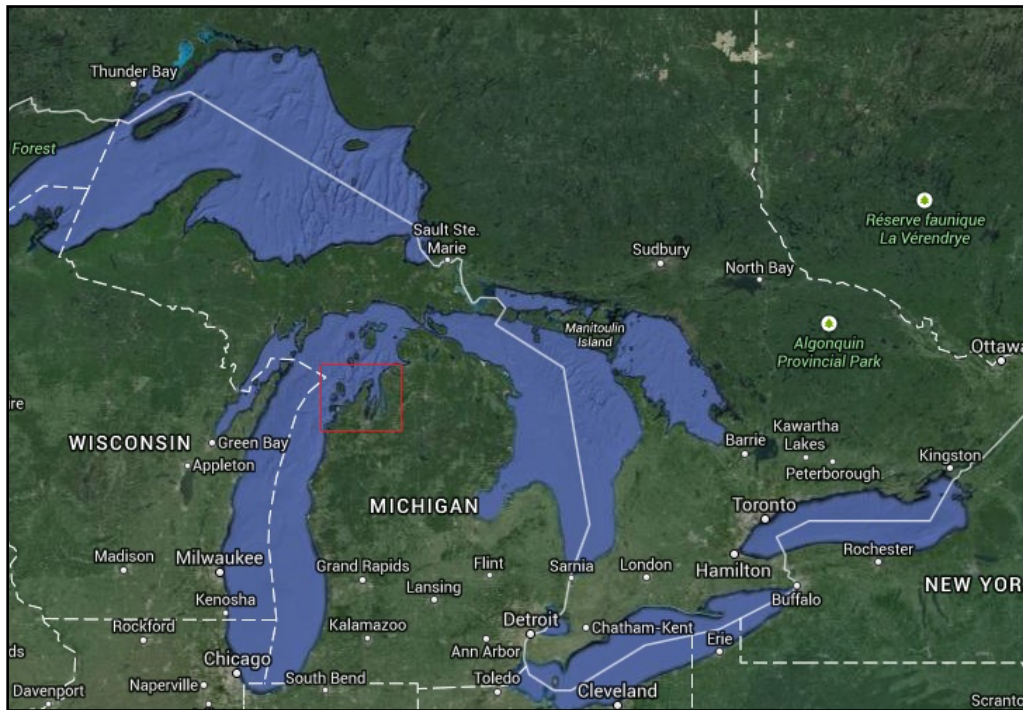 Thunder Bay
Forest
Sault Ste.
Marie
Sudbury
North Bay
Réserve faunique
La Vérendrye
Manitoulin
Island
Algonquin
Provincial Park
Ottawa
ire
WISCONSIN
Green Bay
Appleton
Barrie
Kawartha
Lakes
Peterborough
Kingston
MICHIGAN
Toronto
Madison
Milwaukee
Grand Rapids
Flint
Sarnia
London
Hamilton
Rochester
Lansing
NEW YOR
Kenosha
Buffalo
Rockford
Kalamazoo
Detroit
Chatham-Kent
Erie
ds
Ann Arbor
Chicago
Toledo
Davenport
Naperville
South Bend
Cleveland
Scranto